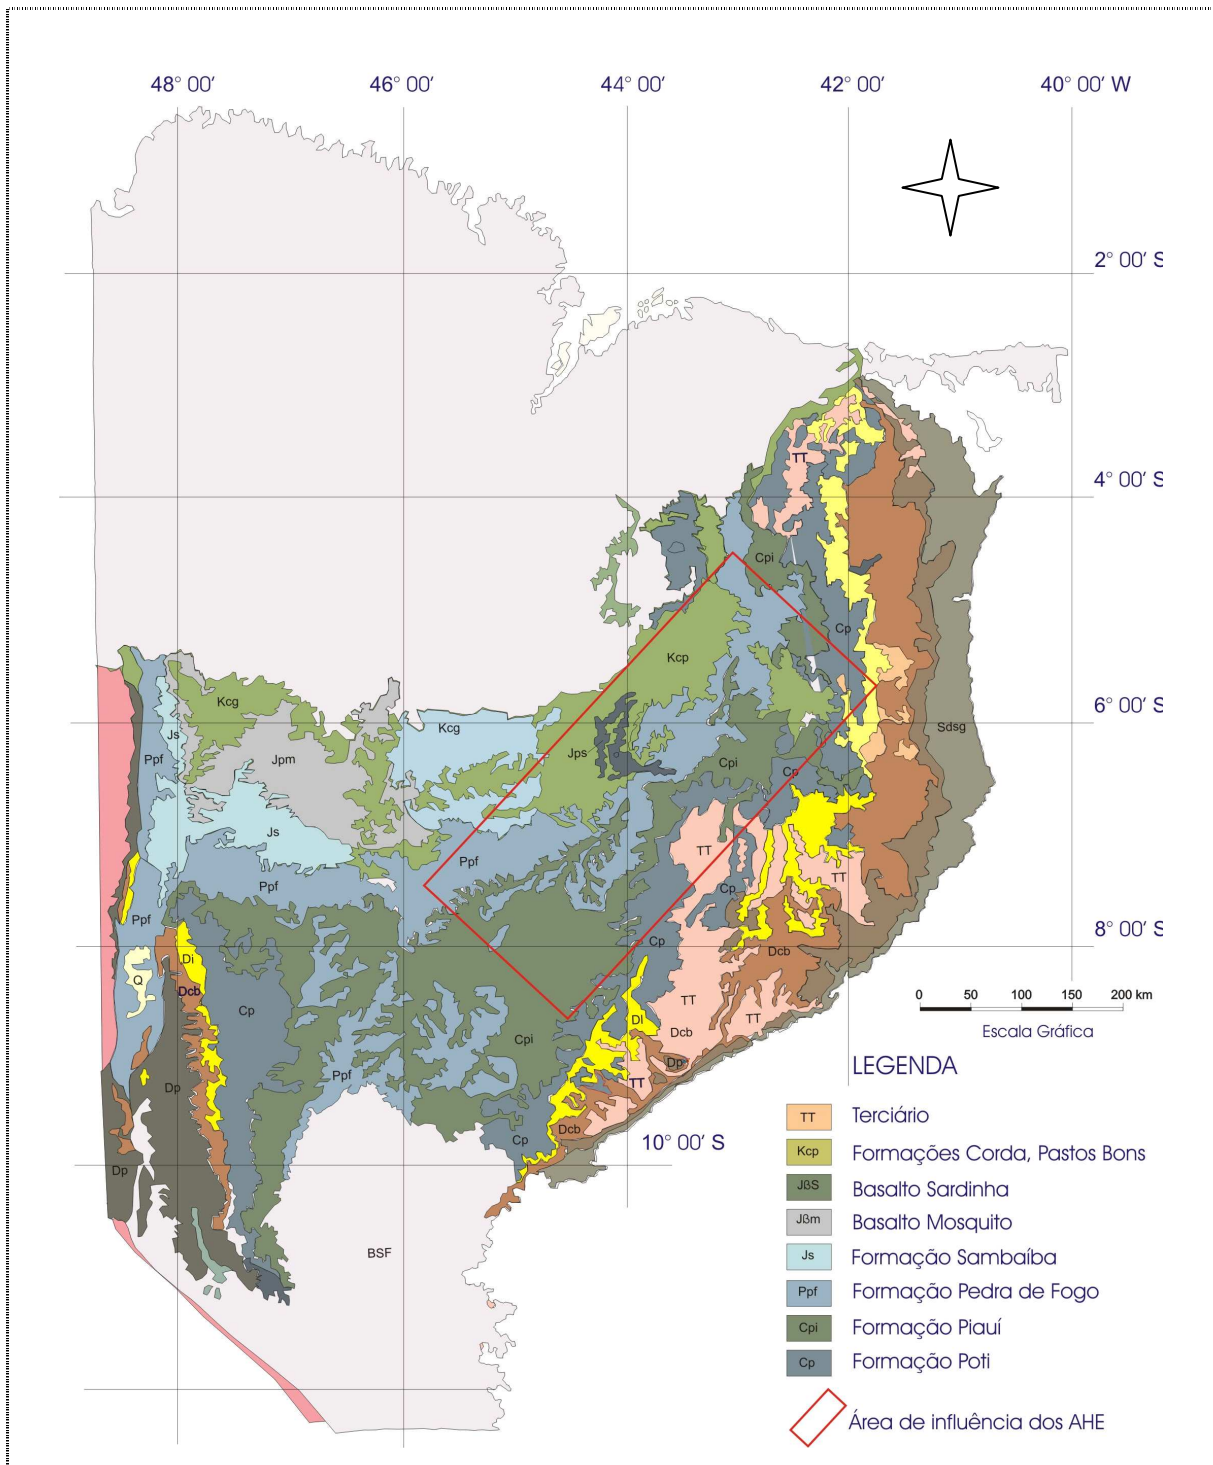 48° 00' 46° 00' 44° 00' 42° 00' 40° 00' W
2° 00' S
TT
4° 00' S
Cpi
Cp
Kcp
Kcg
6° 00' S
Js
Kcg
Sdsg
Ppf
Jpm
Jps
Cpi
Cp
Js
TT
Ppf
Ppf
TT
Cp
Ppf
8° 00' S
Cp
Dcb
Di
Q
Dcb
0 50 100 150 200 km
TT
Cp
TT
Dl
Dcb
Escala Gráfica
Cpi
Dp
LEGENDA
Ppf
TT
Dp
TT Terciário
Dcb
Cp
10° 00' S
Kcp Formações Corda, Pastos Bons
Dp
JßS Basalto Sardinha
Jßm Basalto Mosquito
BSF
Js Formação Sambaíba
Ppf Formação Pedra de Fogo
Cpi Formação Piauí
Cp Formação Poti
Área de influência dos AHE